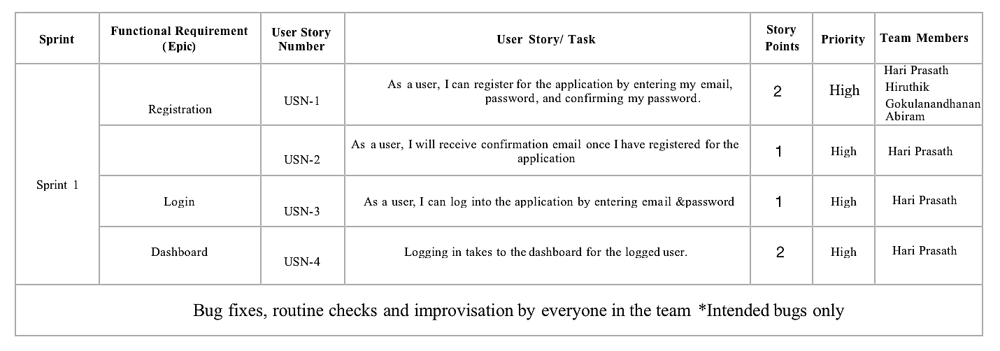 Sprint
Functional Requirement
(Epic)
User Story
Number
User Story/ Task
Story
Points
Priority
Team Members
Sprint 1
Registration
USN-1
As a user, I can register for the application by entering my email,
password, and confirming my password.
2
High
Hari Prasath
Hiruthik
Gokulanandhanan
Abiram
USN-2
As a user, I will receive confirmation email once I have registered for the
application
1
High
Hari Prasath
Login
USN-3
As a user, I can log into the application by entering email &password
1
High
Hari Prasath
Dashboard
USN-4
Logging in takes to the dashboard for the logged user.
2
High
Hari Prasath
Bug fixes, routine checks and improvisation by everyone in the team *Intended bugs only